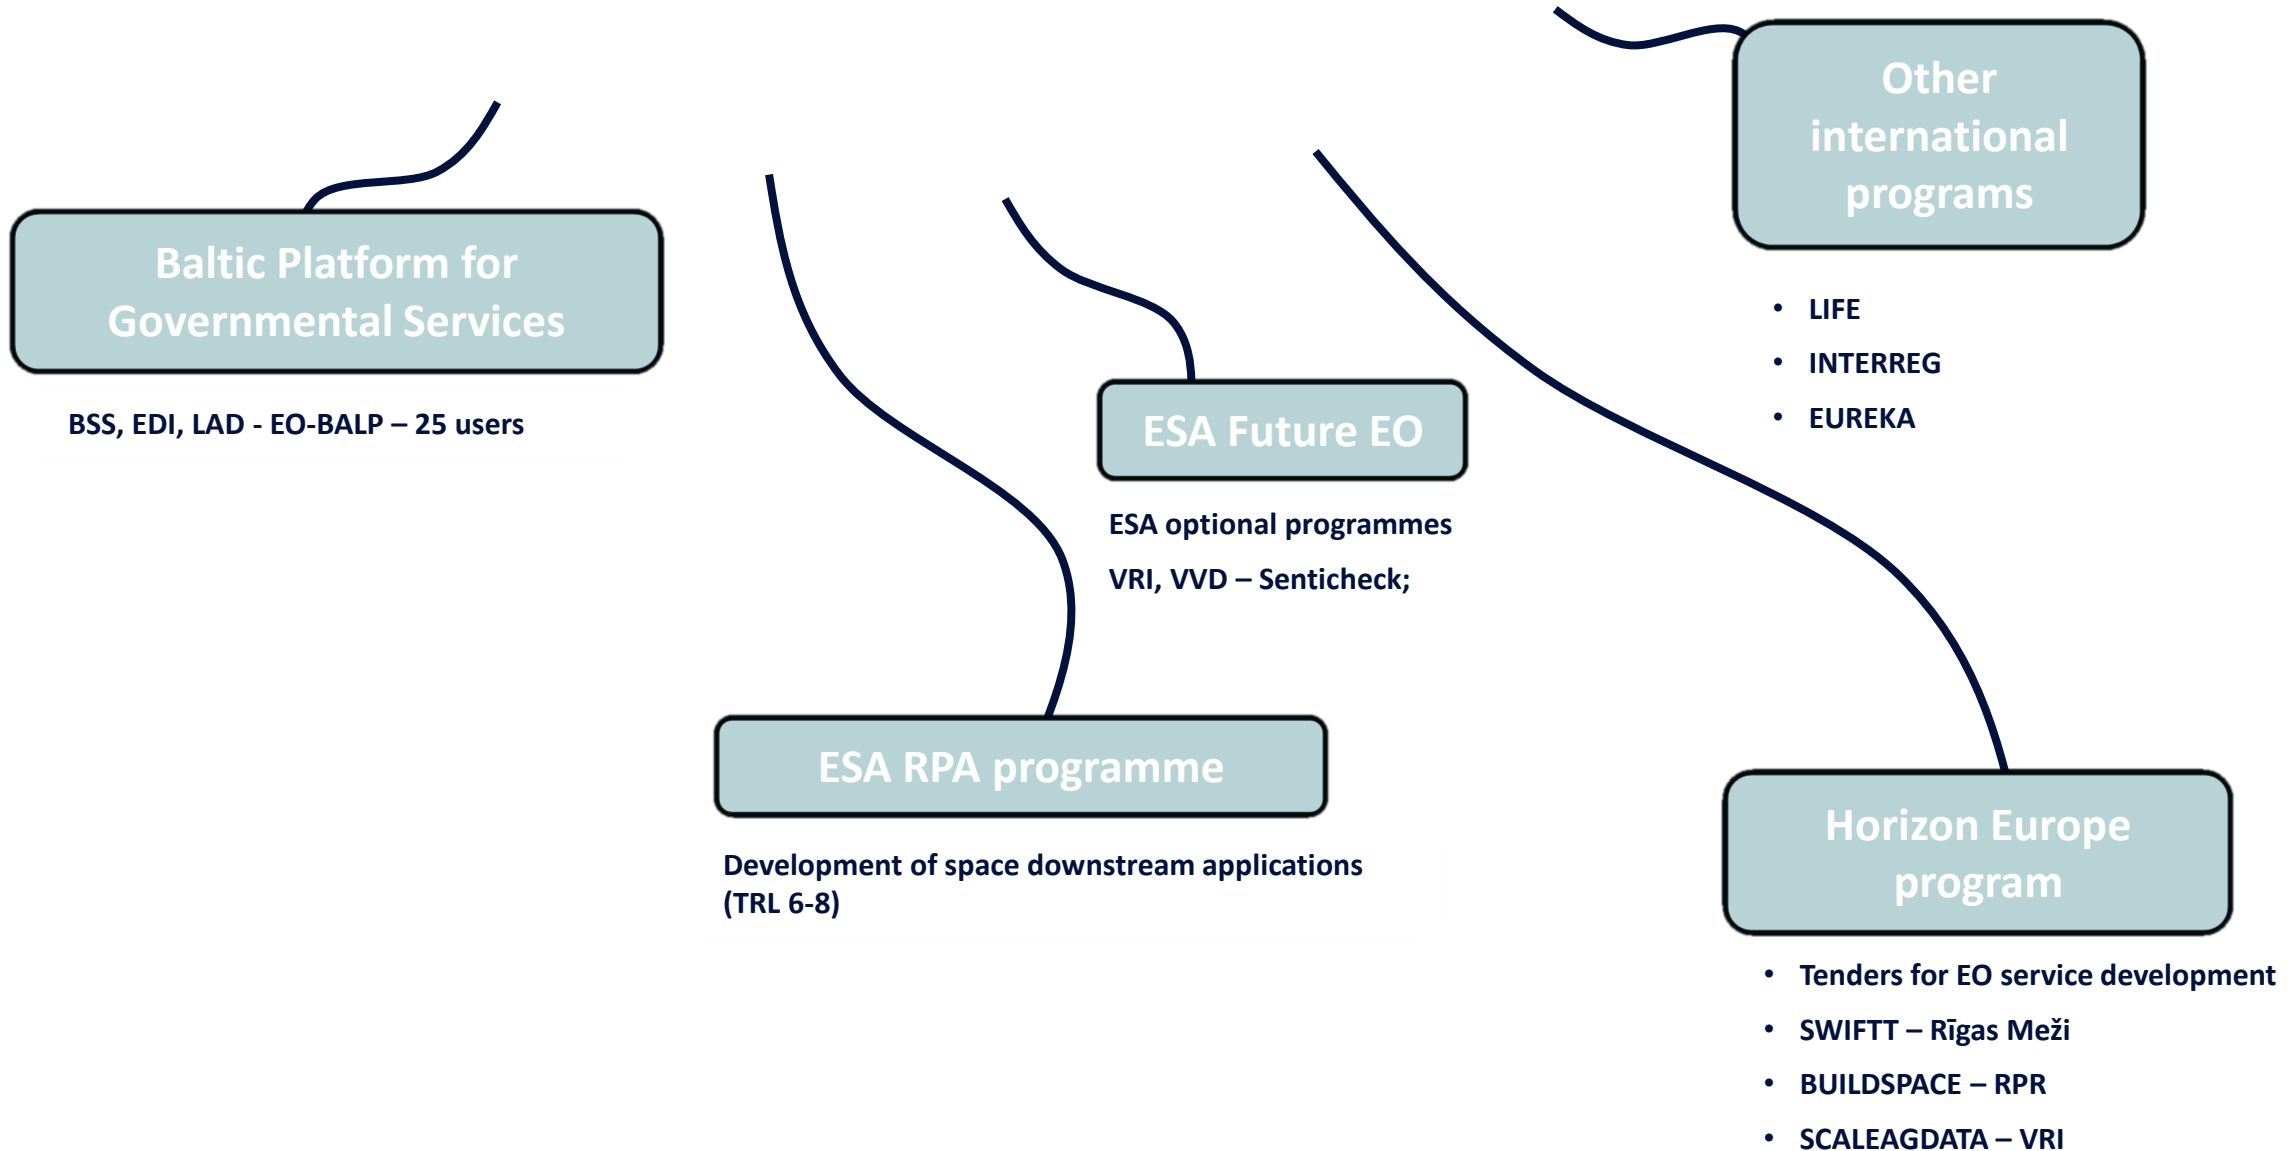 Other
international
programs
• LIFE
• INTERREG
• EUREKA
Baltic Platform for
Governmental Services
BSS, EDI, LAD - EO-BALP – 25 users
ESA Future EO
ESA optional programmes
VRI, VVD – Senticheck;
ESA RPA programme
Development of space downstream applications
(TRL 6-8)
Horizon Europe
program
• Tenders for EO service development
• SWIFTT – Rīgas Meži
• BUILDSPACE – RPR
• SCALEAGDATA – VRI